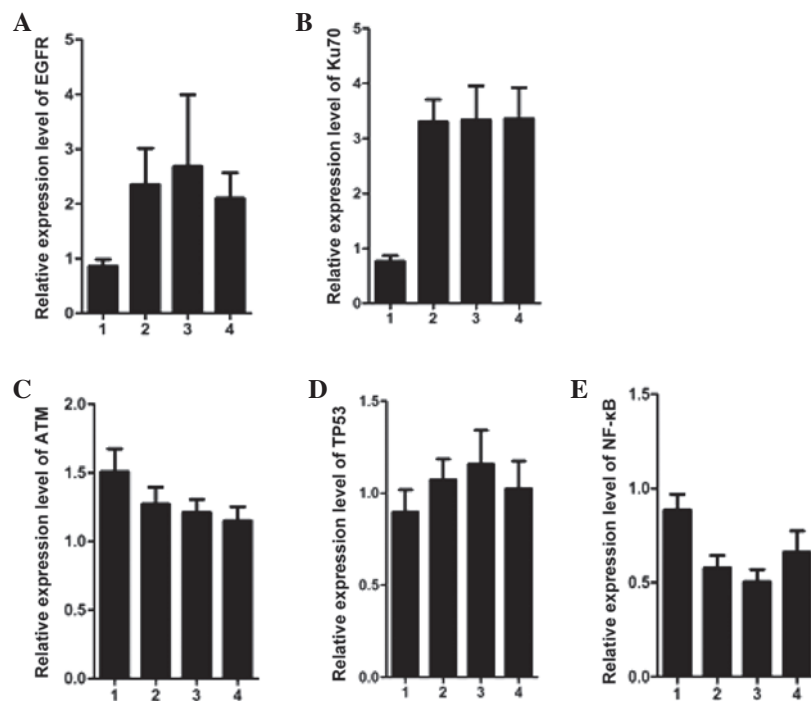 A
Relative expression level of EGFR
5
4
3
2
1
0
1 2 3 4
B
Relative expression level of Ku70
5
4
3
2
1
0
1 2 3 4
C
Relative expression level of ATM
2.0
1.5
1.0
0.5
0.0
1 2 3 4
D
Relative expression level of TP53
1.5
1.0
0.5
0.0
1 2 3 4
E
Relative expression level of NF-κB
1.5
1.0
0.5
0.0
1 2 3 4